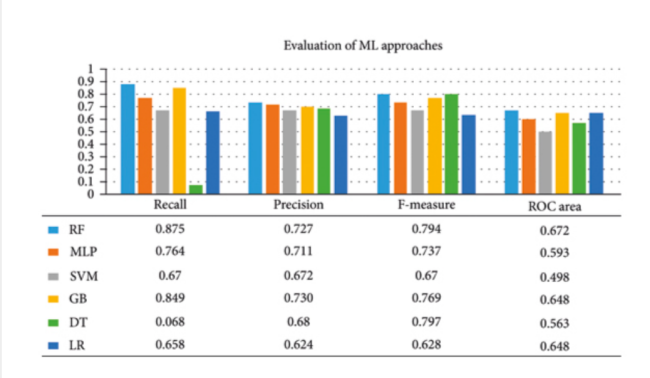 Evaluation of ML approaches
1
0.9
0.8
0.7
0.6
0.5
0.4
0.3
0.2
0.1
0
Recall Precision F-measure ROC area
RF 0.875 0.727 0.794 0.672
MLP 0.764 0.711 0.737 0.593
SVM 0.67 0.672 0.67 0.498
GB 0.849 0.730 0.769 0.648
DT 0.068 0.68 0.797 0.563
LR 0.658 0.624 0.628 0.648